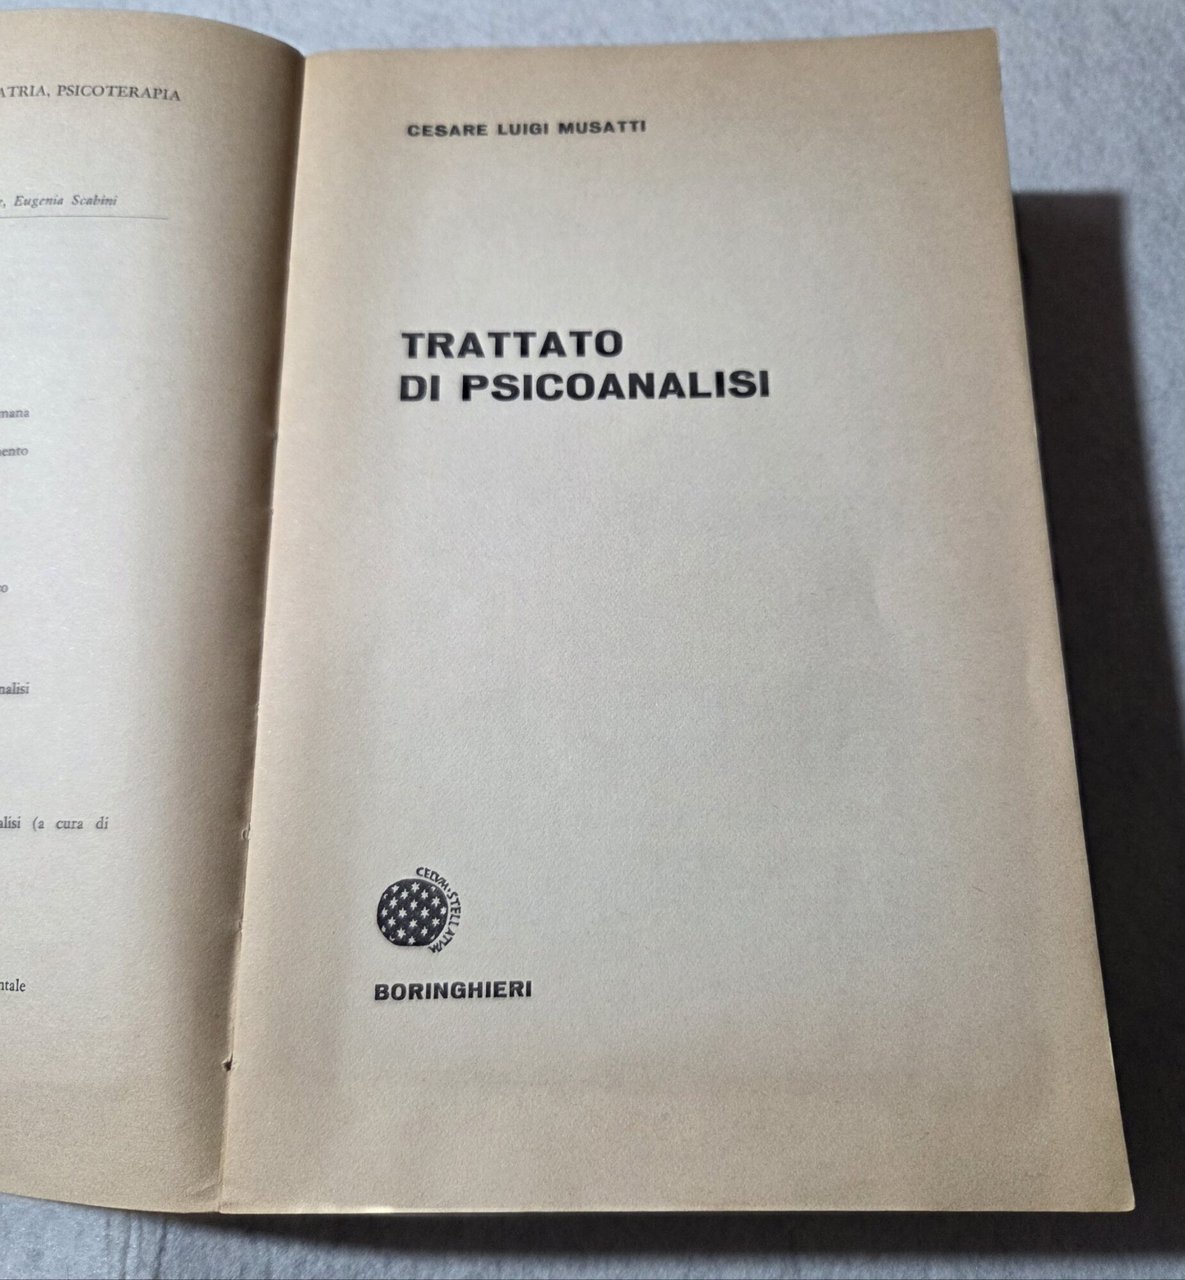 ATRIA, PSICOTERAPIA
Eugenia Scabini
mana
ento
nalisi
alisi (a cura di
ntale
CESARE LUIGI MUSATTI
TRATTATO
DI PSICOANALISI
CELVM·STELLATVM
BORINGHIERI